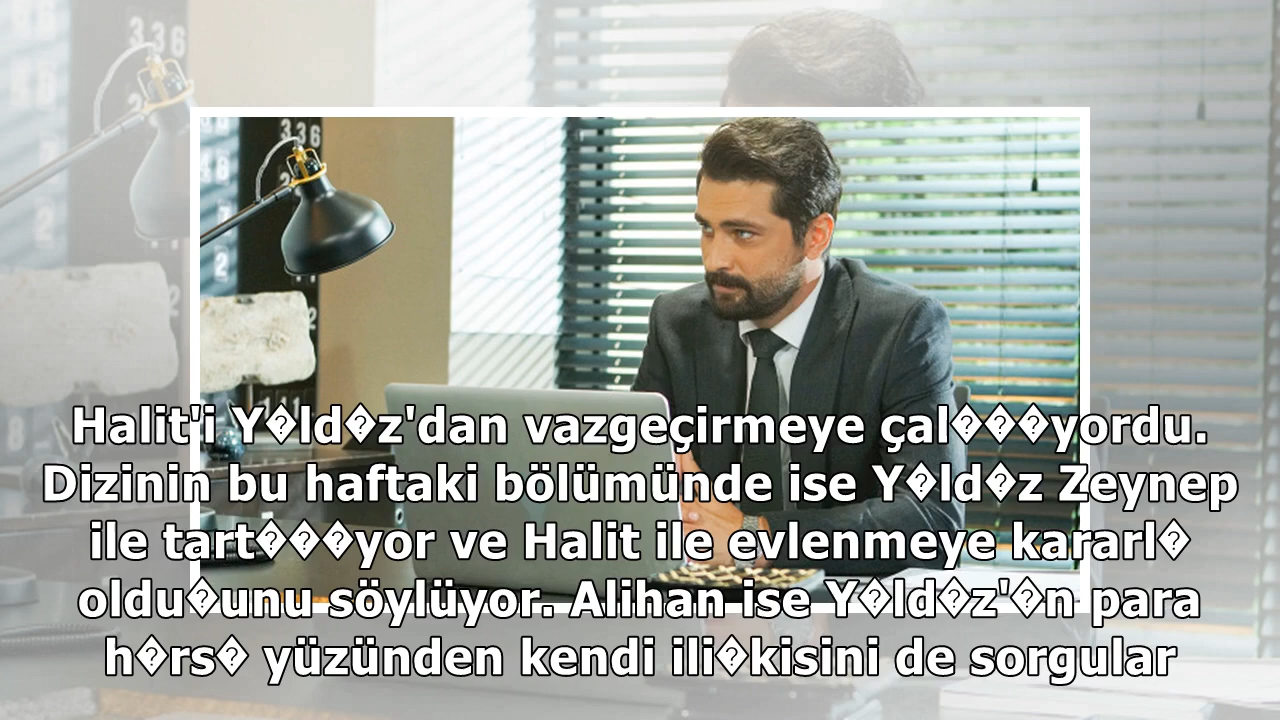 336
Halit'i Y�ld�z'dan vazgeçirmeye çal���yordu.
Dizinin bu haftaki bölümünde ise Y�ld�z Zeynep
ile tart���yor ve Halit ile evlenmeye kararl�
oldu�unu söylüyor. Alihan ise Y�ld�z'�n para
h�rs� yüzünden kendi ili�kisini de sorgular